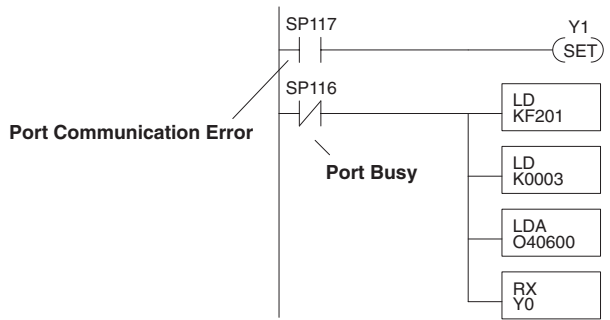 SP117
Y1
SET
SP116
Port Communication Error
Port Busy
LD
KF201
LD
K0003
LDA
O40600
RX
Y0